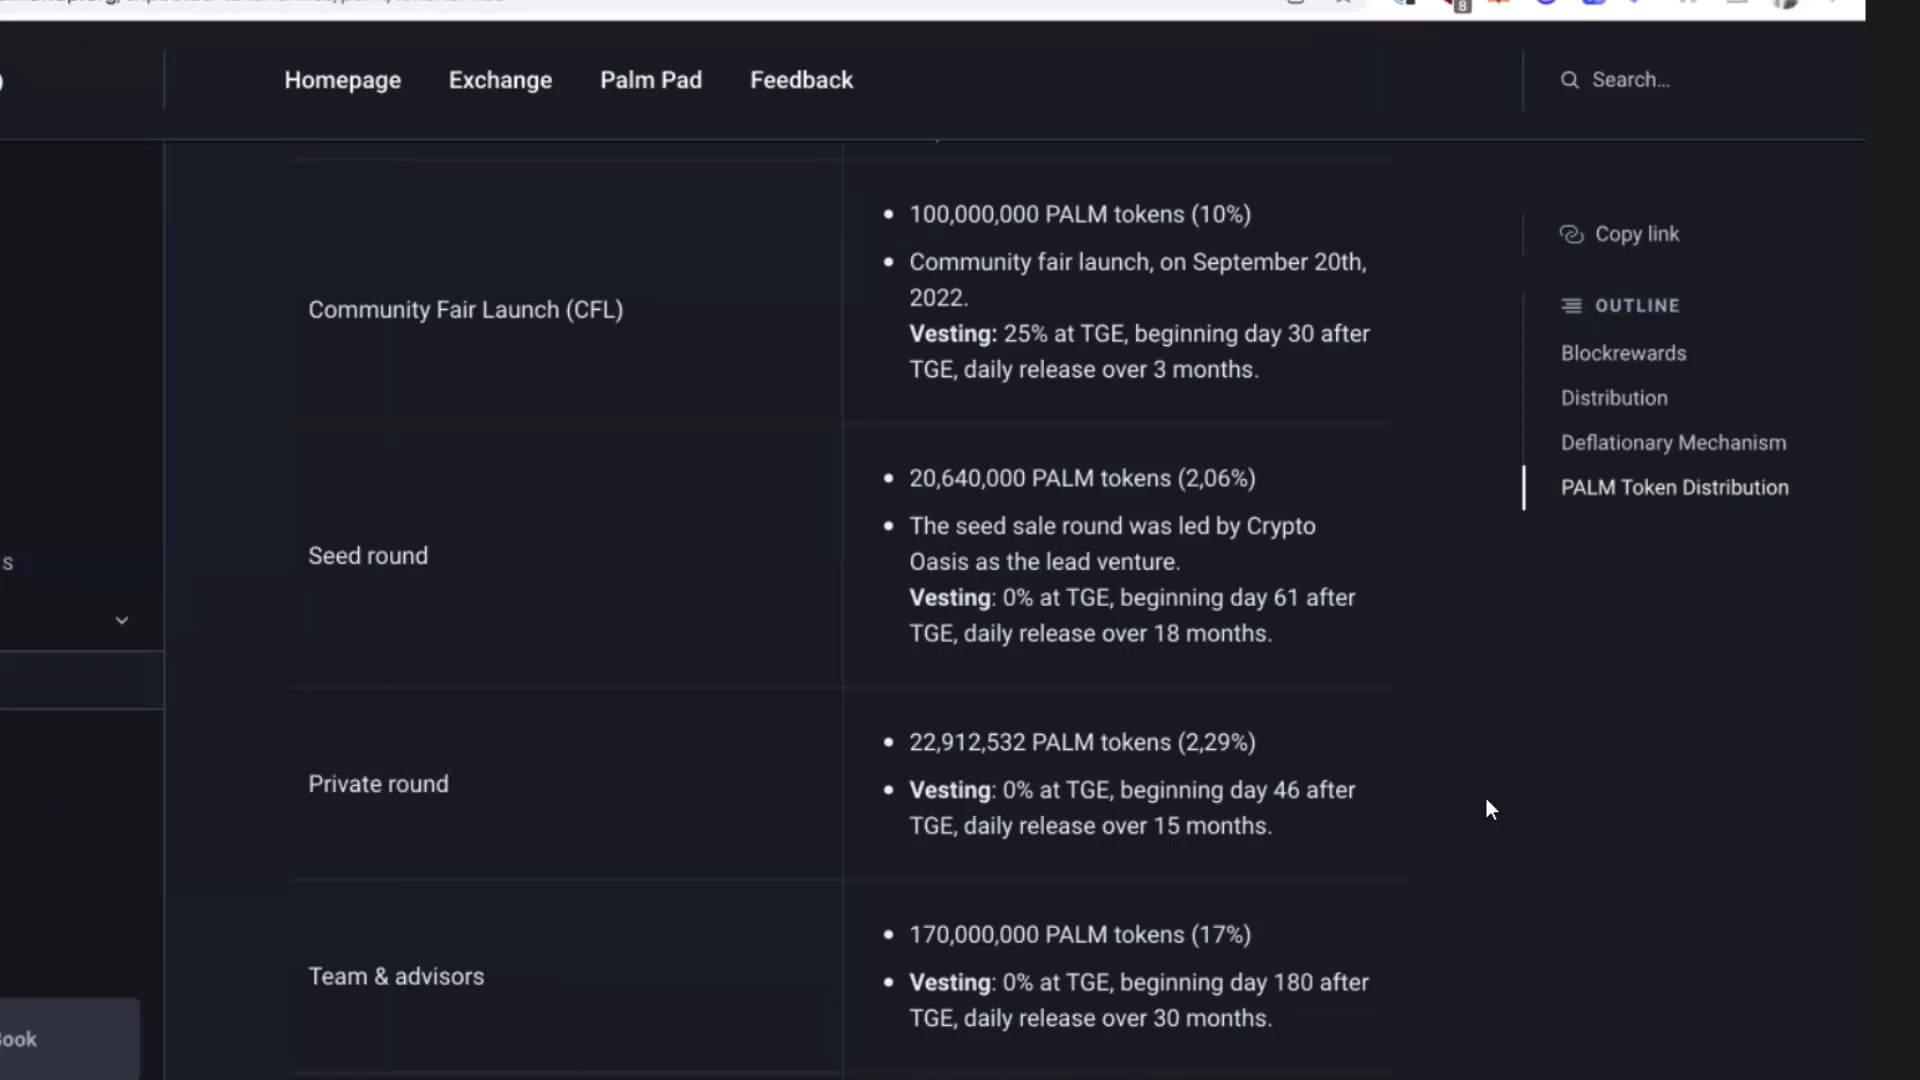 8
Homepage Exchange Palm Pad Feedback
Search...
100,000,000 PALM tokens (10%)
Community fair launch, on September 20th,
2022.
Vesting: 25% at TGE, beginning day 30 after
TGE, daily release over 3 months.
Community Fair Launch (CFL)
20,640,000 PALM tokens (2,06%)
The seed sale round was led by Crypto
Oasis as the lead venture.
Vesting: 0% at TGE, beginning day 61 after
TGE, daily release over 18 months.
Seed round
22,912,532 PALM tokens (2,29%)
Vesting: 0% at TGE, beginning day 46 after
TGE, daily release over 15 months.
Private round
170,000,000 PALM tokens (17%)
Vesting: 0% at TGE, beginning day 180 after
TGE, daily release over 30 months.
Team & advisors
Copy link
OUTLINE
Blockrewards
Distribution
Deflationary Mechanism
PALM Token Distribution
s